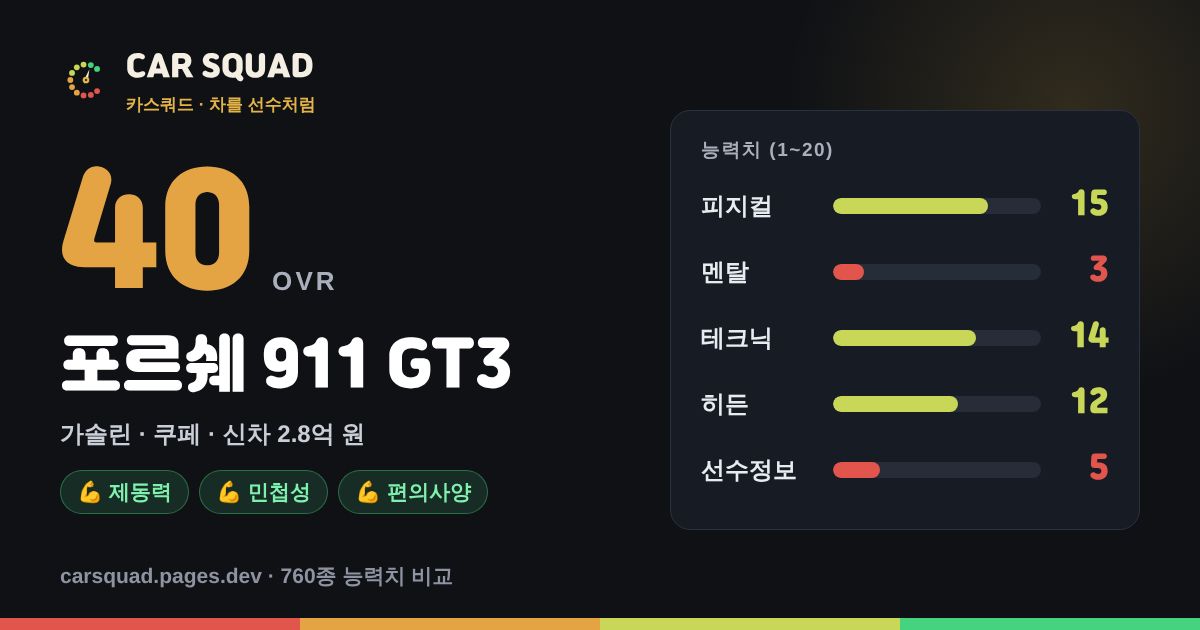 CAR SQUAD
카스쿼드 · 차를 선수처럼
40 OVR
포르쉐 911 GT3
가솔린 · 쿠페 · 신차 2.8억 원
💪 제동력 💪 민첩성 💪 편의사양
carsquad.pages.dev · 760종 능력치 비교
능력치 (1~20)
피지컬 15
멘탈 3
테크닉 14
히든 12
선수정보 5